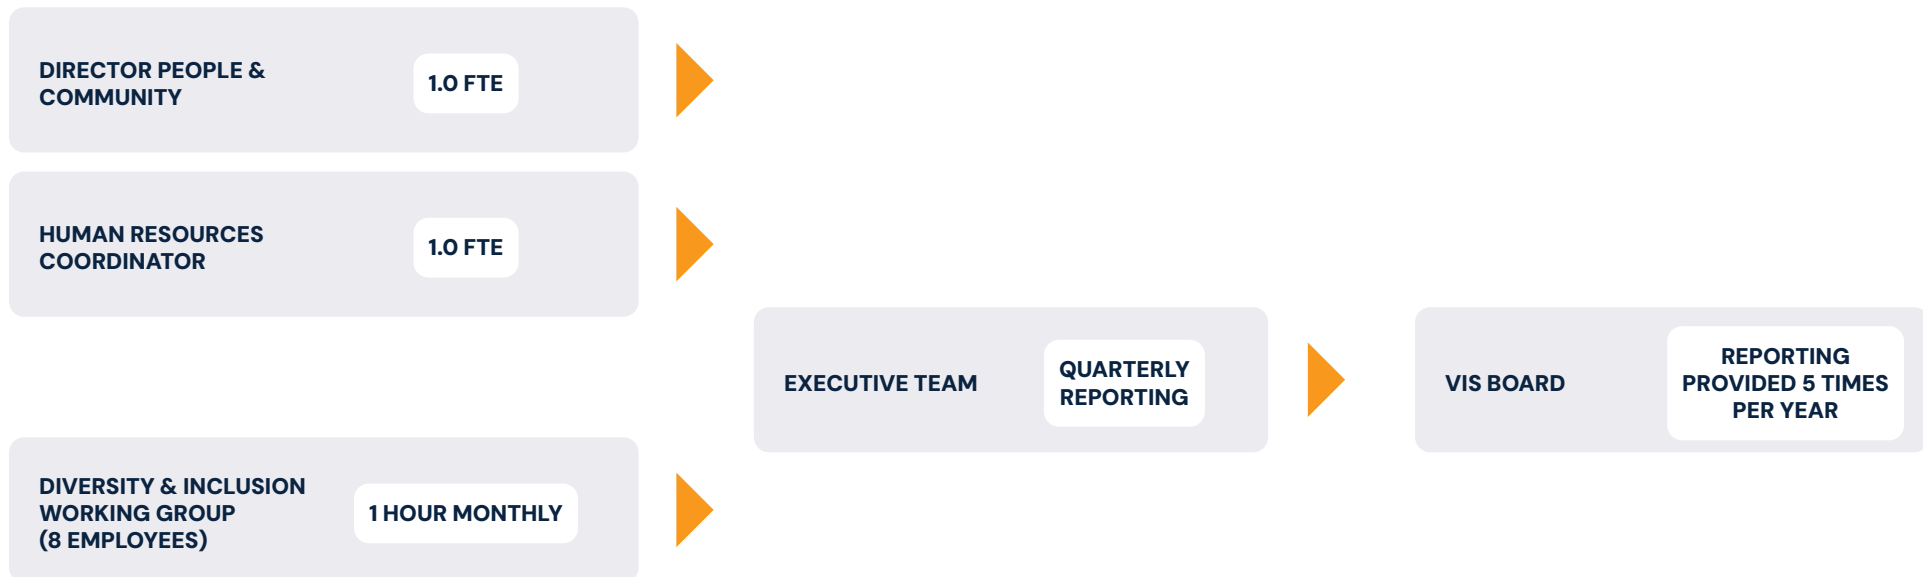 DIRECTOR PEOPLE &
COMMUNITY
1.0 FTE
HUMAN RESOURCES
COORDINATOR
1.0 FTE
DIVERSITY & INCLUSION
WORKING GROUP
(8 EMPLOYEES)
1 HOUR MONTHLY
EXECUTIVE TEAM
QUARTERLY
REPORTING
VIS BOARD
REPORTING
PROVIDED 5 TIMES
PER YEAR